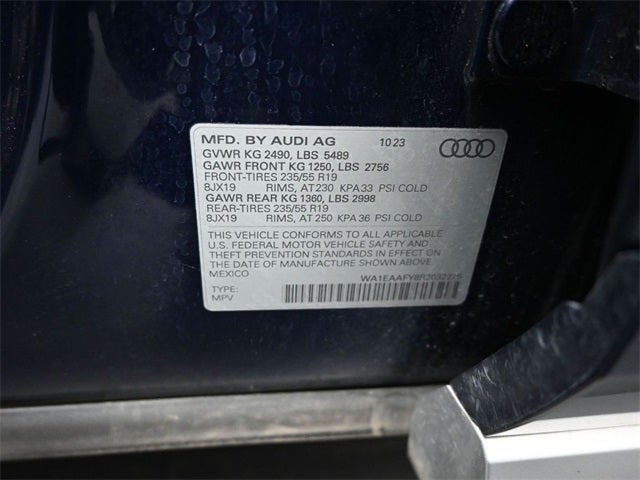 MFD. BY AUDI AG 10 23
GVWR KG 2490, LBS 5489
GAWR FRONT KG 1250, LBS 2756
FRONT-TIRES 235/55 R19
8JX19 RIMS, AT 230 KPA 33 PSI COLD
GAWR REAR KG 1360, LBS 2998
REAR-TIRES 235/55 R19
8JX19 RIMS, AT 250 KPA 36 PSI COLD
THIS VEHICLE CONFORMS TO ALL APPLICABLE
U.S. FEDERAL MOTOR VEHICLE SAFETY AND
THEFT PREVENTION STANDARDS IN EFFECT ON
THE DATE OF MANUFACTURE SHOWN ABOVE.
MEXICO
WA1EAAFY8R2032275
TYPE:
MPV